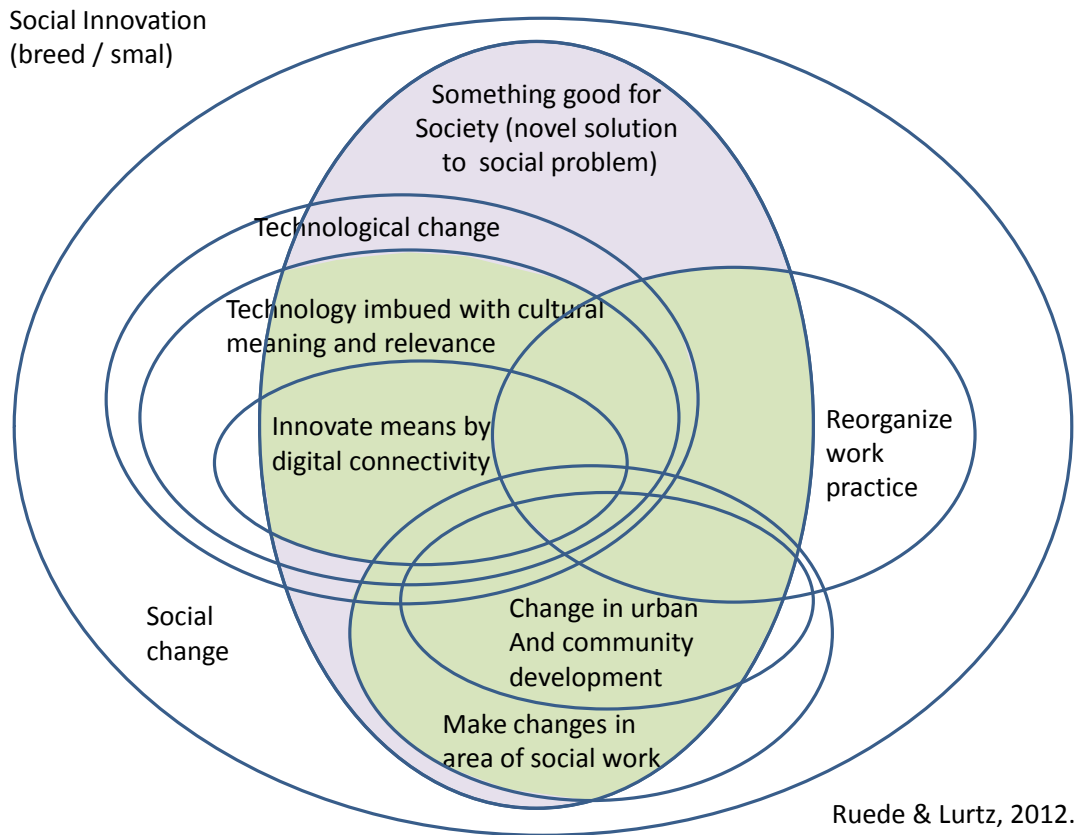 Social Innovation
(breed / smal)
Something good for
Society (novel solution
to social problem)
Technological change
Technology imbued with cultural
meaning and relevance
Innovate means by
digital connectivity
Reorganize
work
practice
Social
change
Change in urban
And community
development
Make changes in
area of social work
Ruede & Lurtz, 2012.